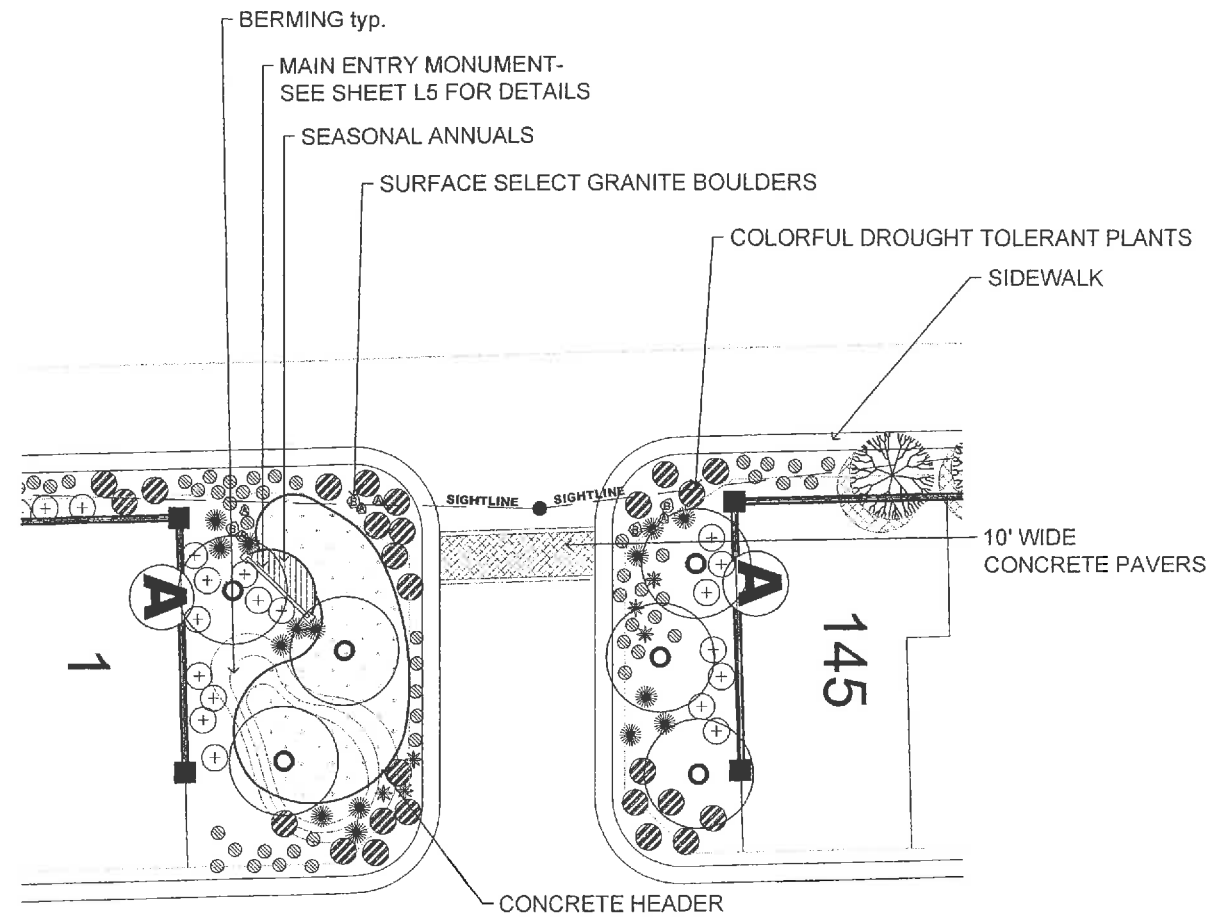 BERMING typ.
MAIN ENTRY MONUMENT-
SEE SHEET L5 FOR DETAILS
SEASONAL ANNUALS
SURFACE SELECT GRANITE BOULDERS
COLORFUL DROUGHT TOLERANT PLANTS
SIDEWALK
SIGHTLINE SIGHTLINE
10' WIDE
CONCRETE PAVERS
A
A
1
145
CONCRETE HEADER